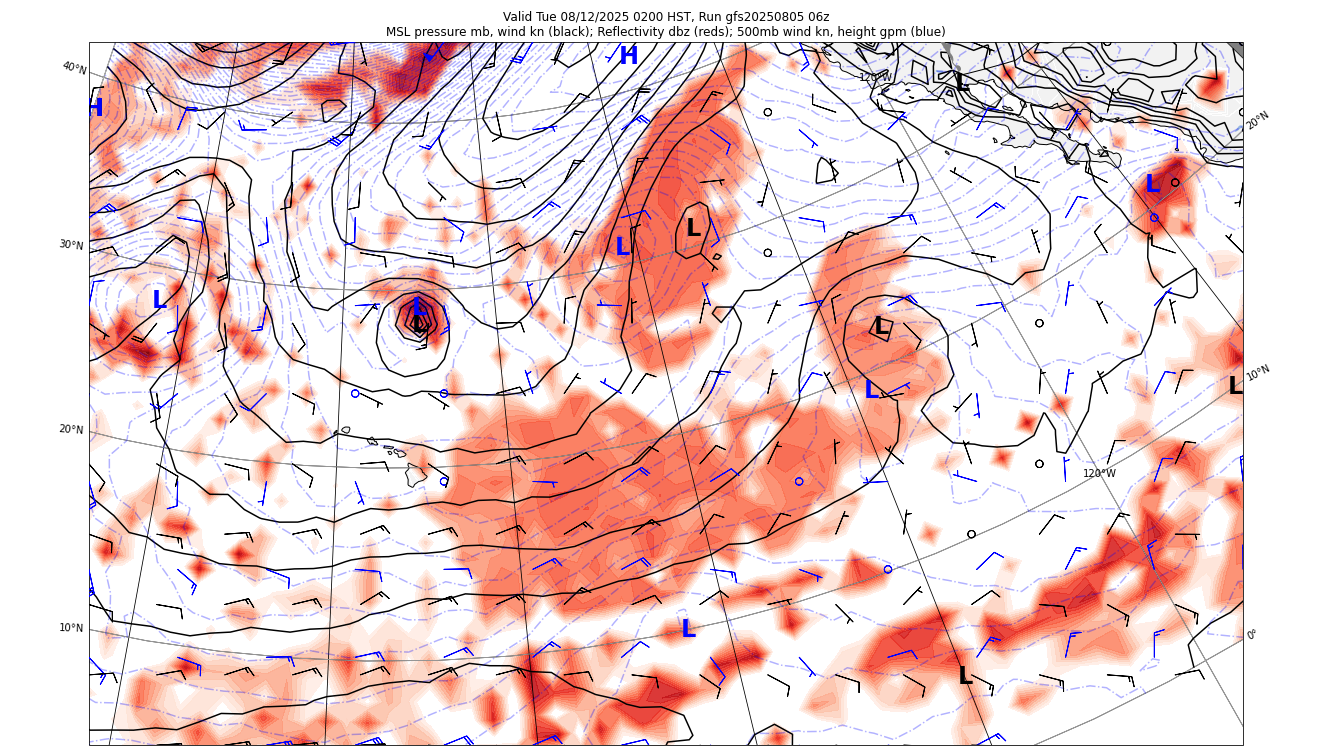 Valid Tue 08/12/2025 0200 HST, Run gfs20250805 06z
MSL pressure mb, wind kn (black); Reflectivity dbz (reds); 500mb wind kn, height gpm (blue)
H
40°N
120°W
L
H
20°N
L
L
30°N
L
L
L
L
L
10°N
L
L
20°N
120°W
10°N
L
0°
L